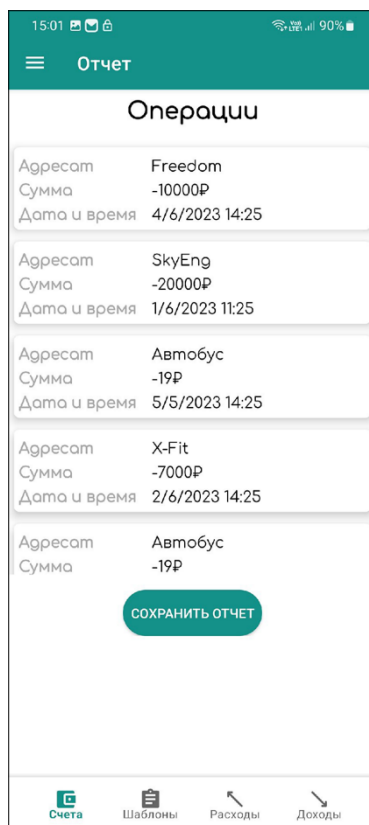 15:01 90%
Отчет
Операции
Адресат Freedom
Сумма -10000₽
Дата и время 4/6/2023 14:25
Адресат SkyEng
Сумма -20000₽
Дата и время 1/6/2023 11:25
Адресат Автобус
Сумма -19₽
Дата и время 5/5/2023 14:25
Адресат X-Fit
Сумма -7000₽
Дата и время 2/6/2023 14:25
Адресат Автобус
Сумма -19₽
СОХРАНИТЬ ОТЧЕТ
Счета Шаблоны Расходы Доходы